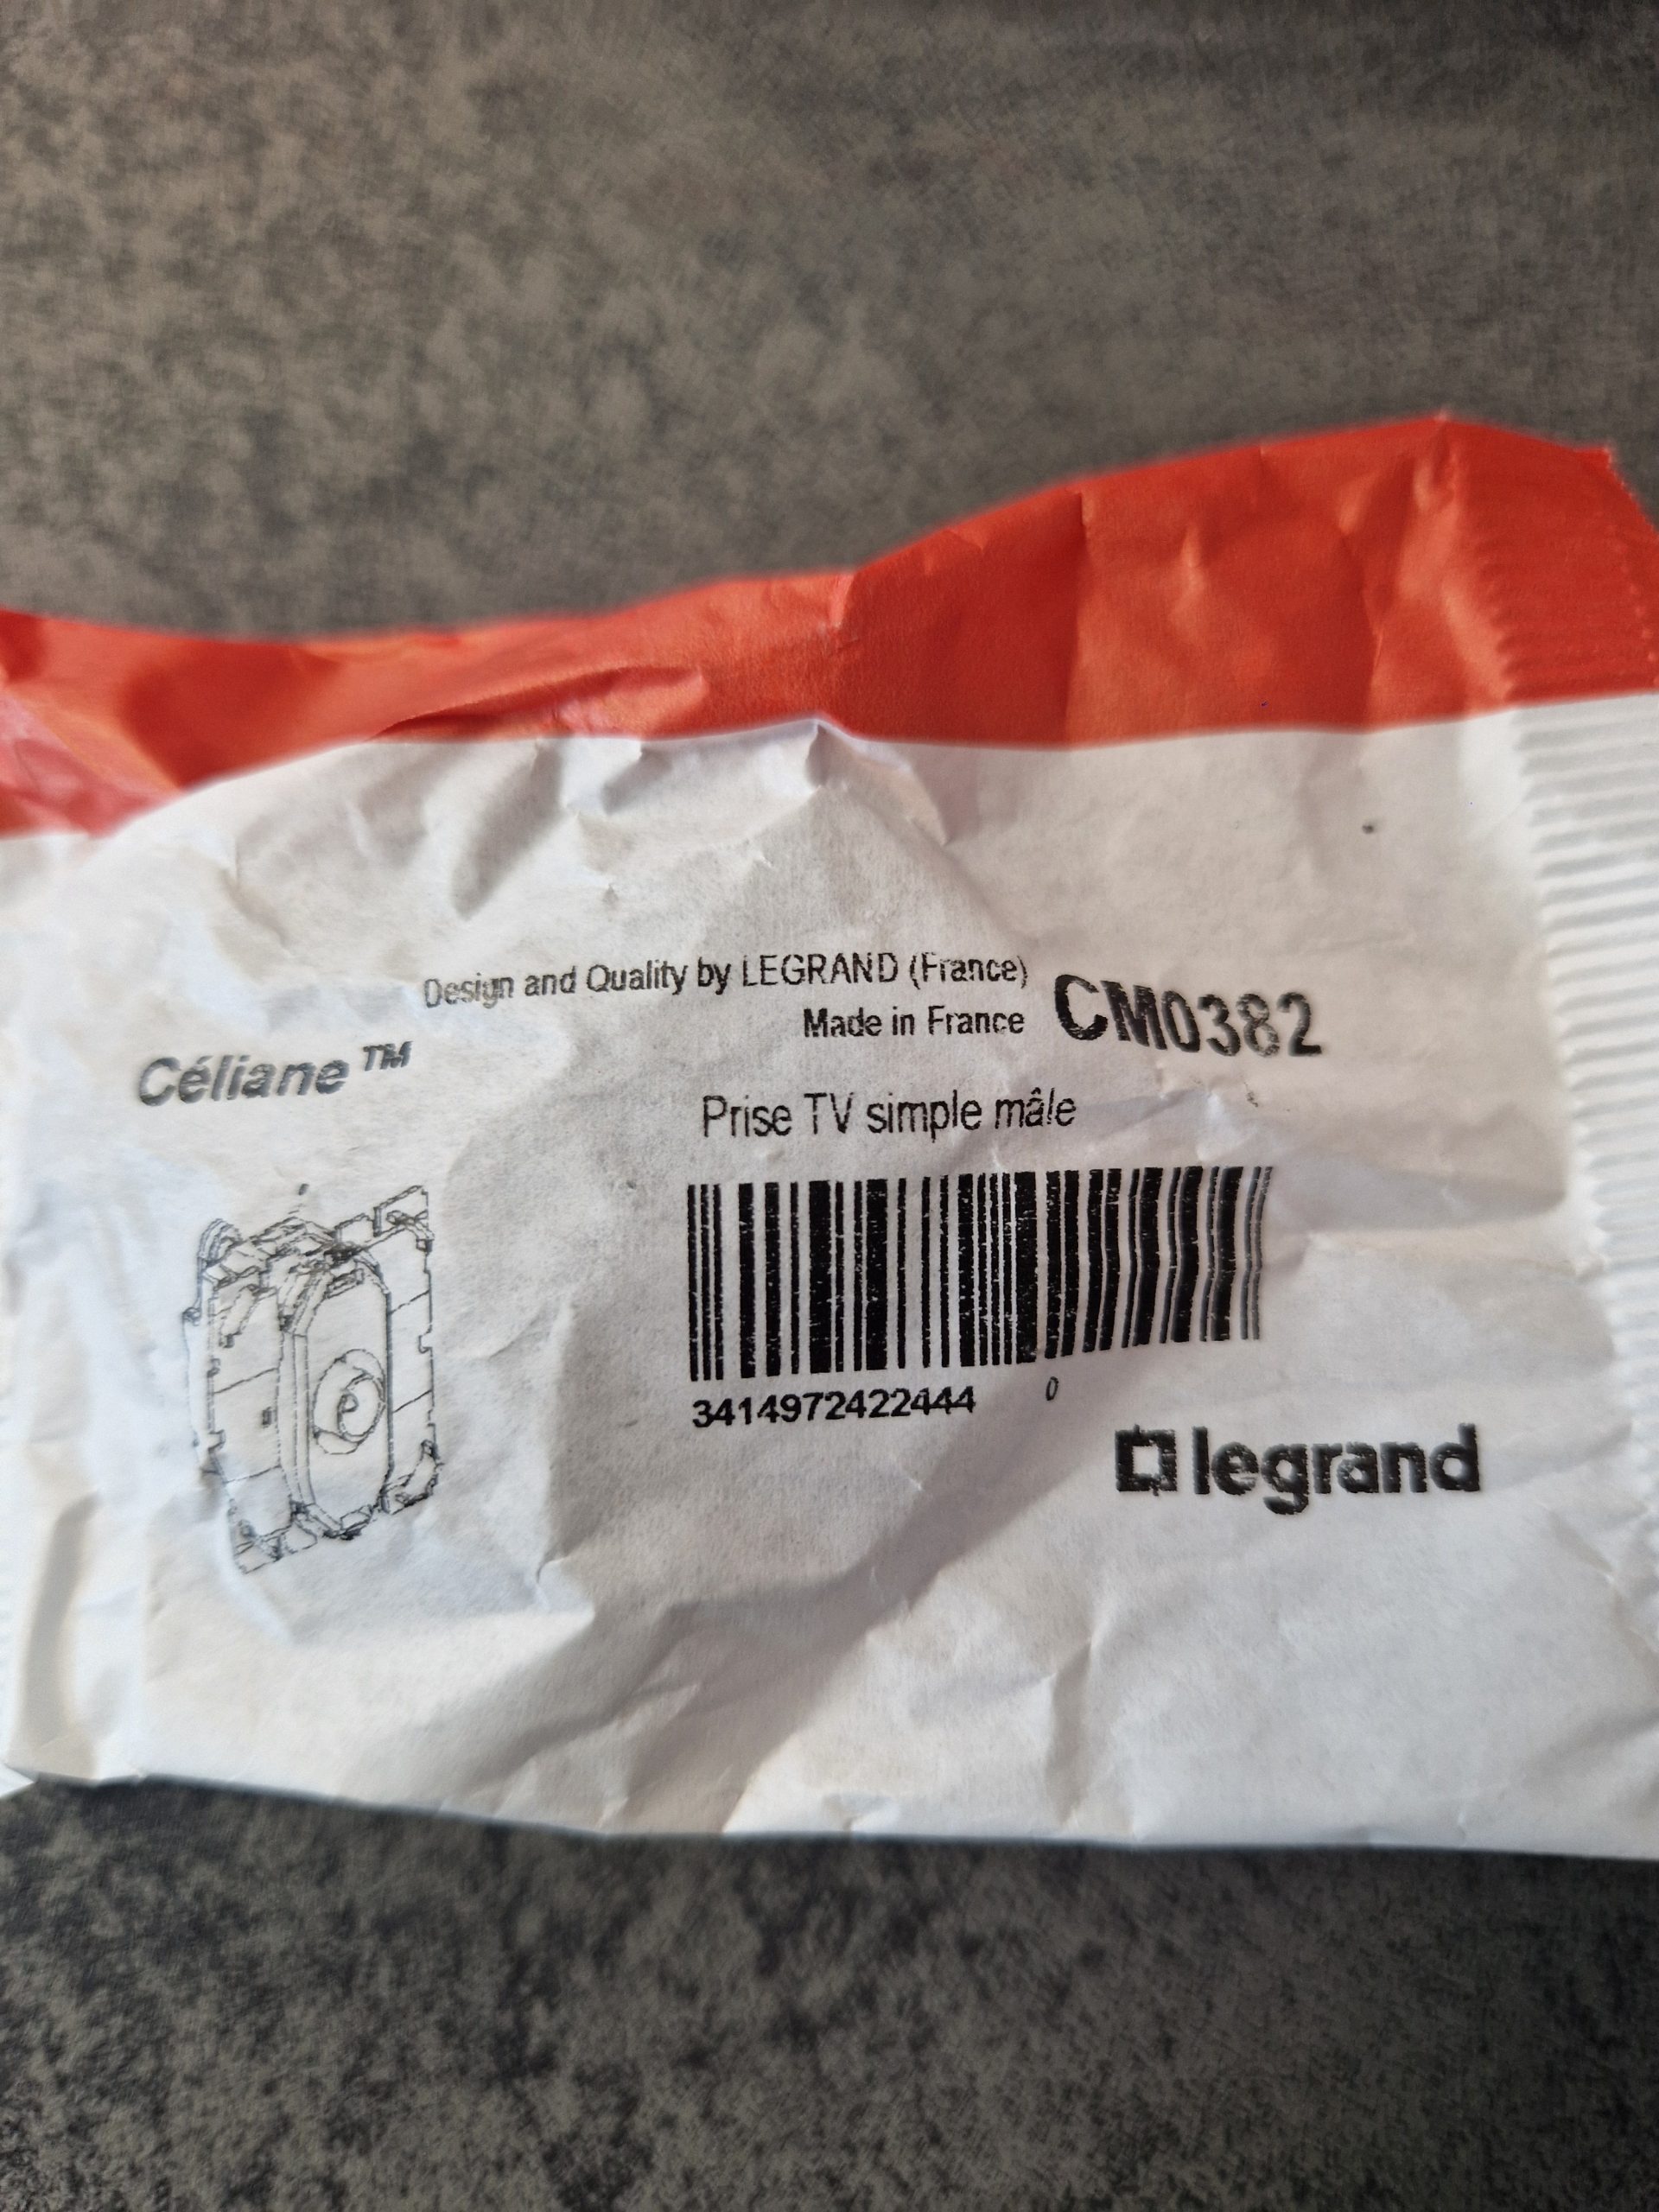 Design and Quality by LEGRAND (France)
Made in France CM0382
Céliane™
Prise TV simple mâle
3414972422444 0
legrand